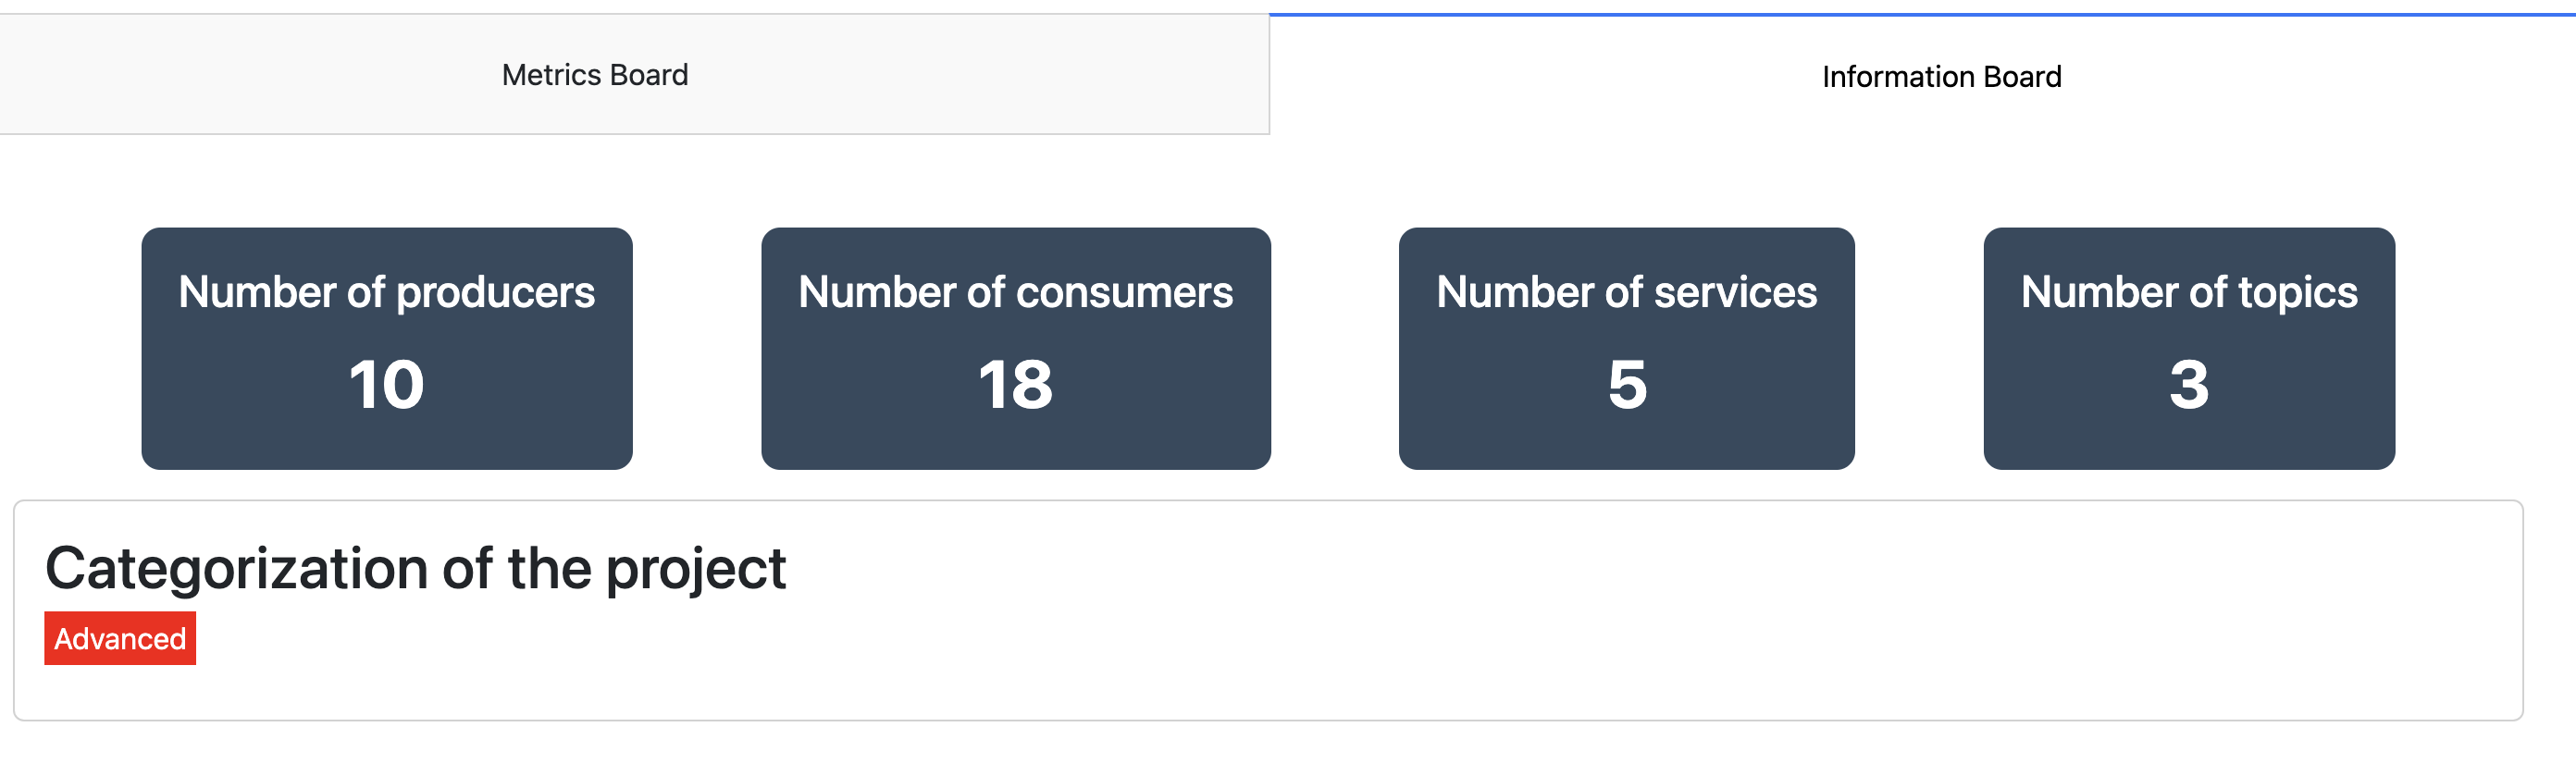 Metrics Board
Information Board
Number of producers
10
Number of consumers
18
Number of services
5
Number of topics
3
Categorization of the project
Advanced